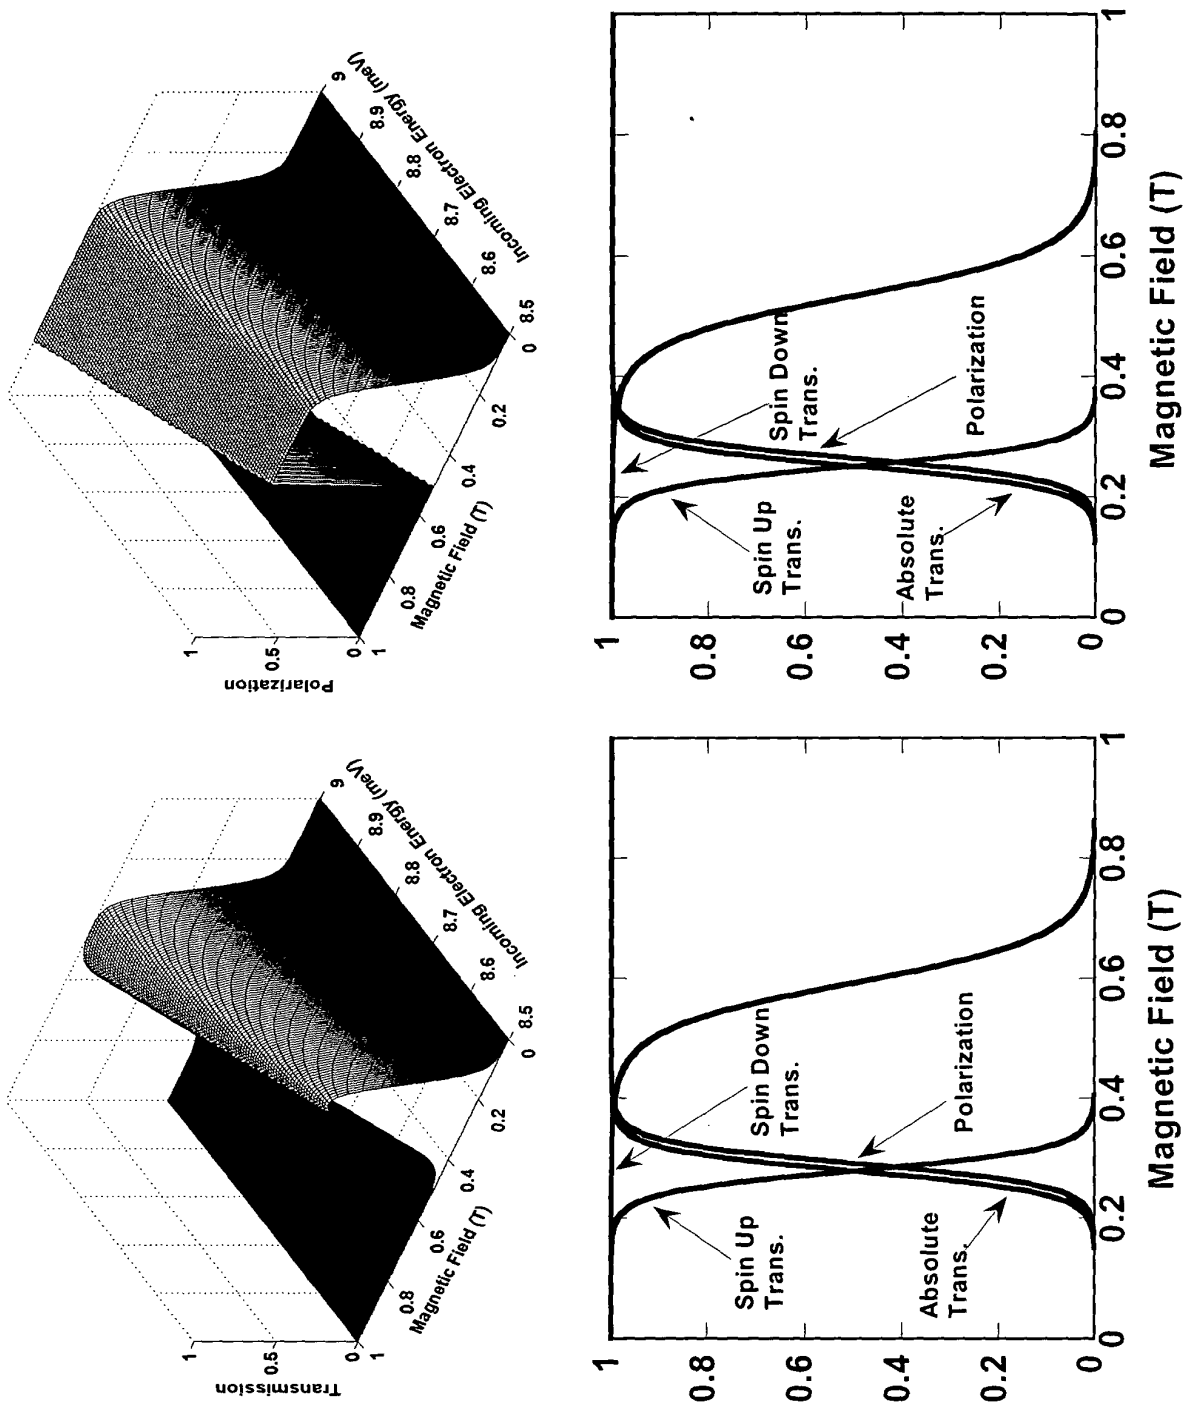 Transmission
1
0.5
0
1
0.8
0.6
0.4
0.2
0
Magnetic Field (T)
8.5
8.6
8.7
8.8
8.9
9
Incoming Electron Energy (meV)
Polarization
1
0.5
0
1
0.8
0.6
0.4
0.2
0
Magnetic Field (T)
8.5
8.6
8.7
8.8
8.9
9
Incoming Electron Energy (meV)
1
0.8
0.6
0.4
0.2
0
Spin Up
Trans.
Absolute
Trans.
Spin Down
Trans.
Polarization
0
0.2
0.4
0.6
0.8
1
Magnetic Field (T)
1
0.8
0.6
0.4
0.2
0
Spin Up
Trans.
Absolute
Trans.
Spin Down
Trans.
Polarization
0
0.2
0.4
0.6
0.8
1
Magnetic Field (T)